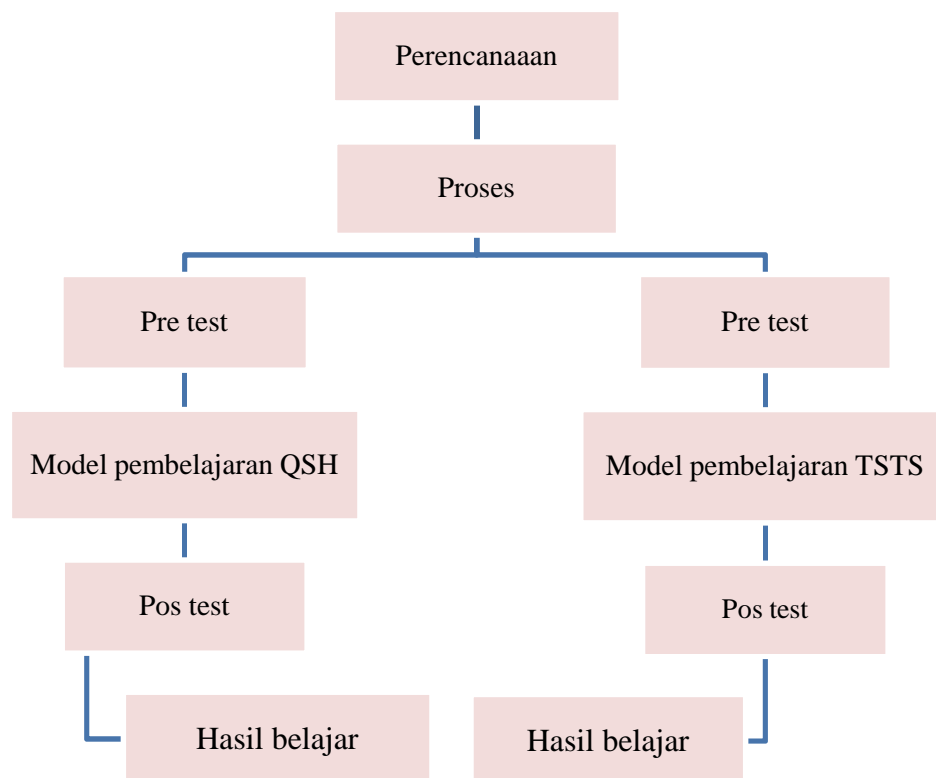 Perencanaaan
Proses
Pre test
Pre test
Model pembelajaran QSH
Model pembelajaran TSTS
Pos test
Pos test
Hasil belajar
Hasil belajar